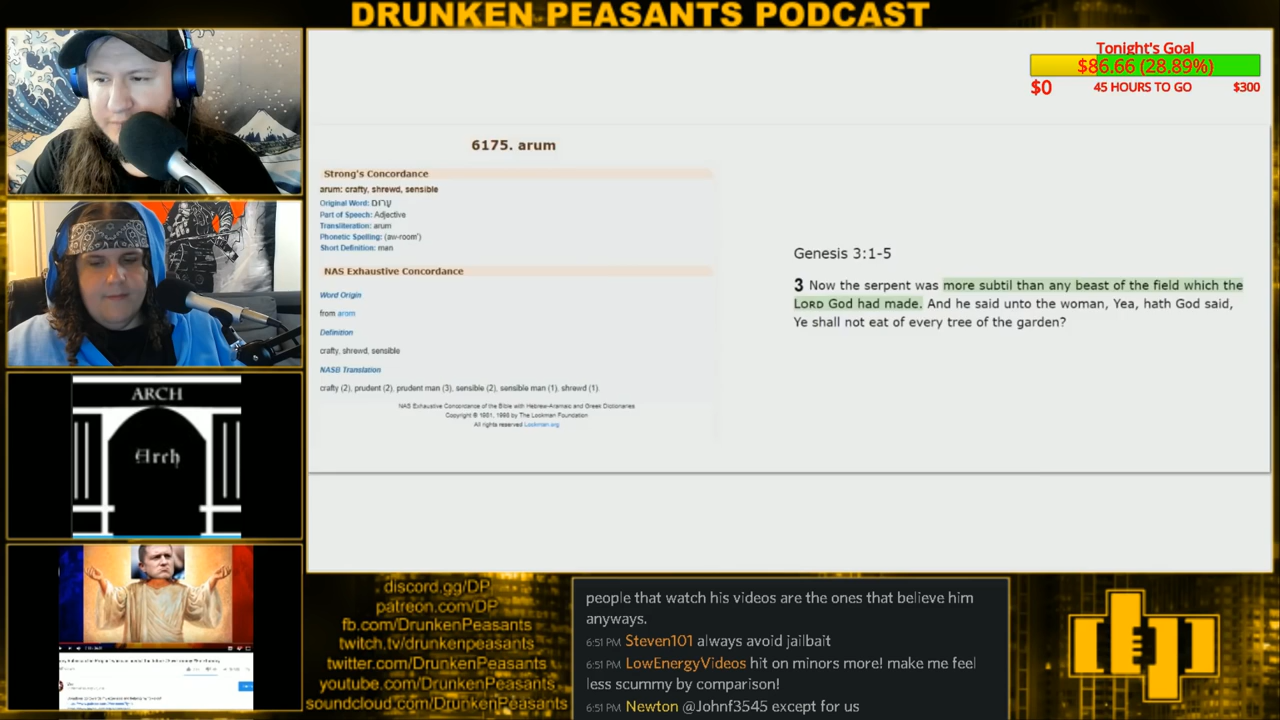 DRUNKEN PEASANTS PODCAST
Tonight's Goal
$86.66 (28.89%)
$0 45 HOURS TO GO $300
6175. arum
Strong's Concordance
arum: crafty, shrewd, sensible
Original Word: עָרוּם
Part of Speech: Adjective
Transliteration: arum
Phonetic Spelling: (aw-room')
Short Definition: man
NAS Exhaustive Concordance
Word Origin
from arom
Definition
crafty, shrewd, sensible
NASB Translation
crafty (2), prudent (2), prudent man (3), sensible (2), sensible man (1), shrewd (1).
NAS Exhaustive Concordance of the Bible with Hebrew-Aramaic and Greek Dictionaries
Copyright © 1981, 1998 by The Lockman Foundation
All rights reserved Lockman.org
Genesis 3:1-5
3 Now the serpent was more subtil than any beast of the field which the
LORD God had made. And he said unto the woman, Yea, hath God said,
Ye shall not eat of every tree of the garden?
ARCH
Arch
discord.gg/DP
patreon.com/DP
fb.com/DrunkenPeasants
twitch.tv/drunkenpeasants
twitter.com/DrunkenPeasants
youtube.com/DrunkenPeasants
soundcloud.com/DrunkenPeasants
people that watch his videos are the ones that believe him
anyways.
6:51 PM Steven101 always avoid jailbait
6:51 PM LowEnergyVideos hit on minors more! make me feel
less scummy by comparison!
6:51 PM Newton @Johnf3545 except for us